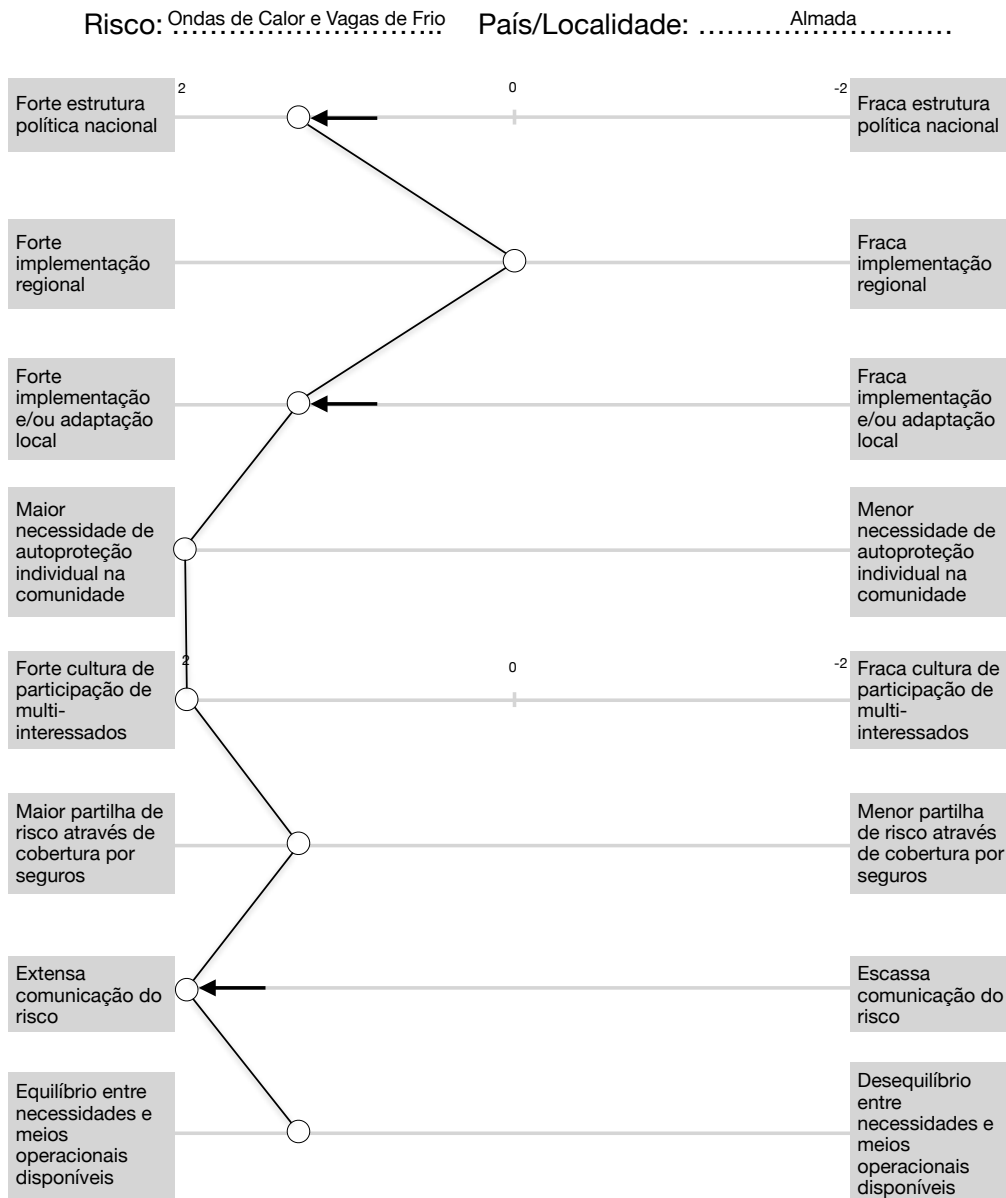 Risco: Ondas de Calor e Vagas de Frio País/Localidade: Almada
2 0 -2
Forte estrutura
política nacional
Fraca estrutura
política nacional
Forte
implementação
regional
Fraca
implementação
regional
Forte
implementação
e/ou adaptação
local
Fraca
implementação
e/ou adaptação
local
Maior
necessidade de
autoproteção
individual na
comunidade
Menor
necessidade de
autoproteção
individual na
comunidade
2 0 -2
Forte cultura de
participação de
multi-
interessados
Fraca cultura de
participação de
multi-
interessados
Maior partilha de
risco através de
cobertura por
seguros
Menor partilha
de risco através
de cobertura por
seguros
Extensa
comunicação do
risco
Escassa
comunicação do
risco
Equilíbrio entre
necessidades e
meios
operacionais
disponíveis
Desequilíbrio
entre
necessidades e
meios
operacionais
disponíveis